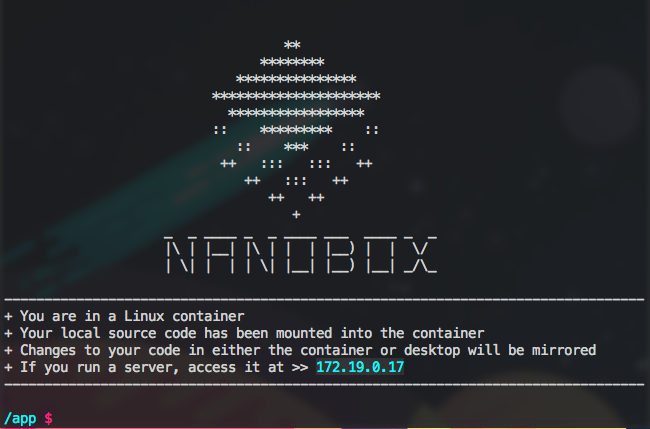 NANOBOX
+ You are in a Linux container
+ Your local source code has been mounted into the container
+ Changes to your code in either the container or desktop will be mirrored
+ If you run a server, access it at >> 172.19.0.17
/app $